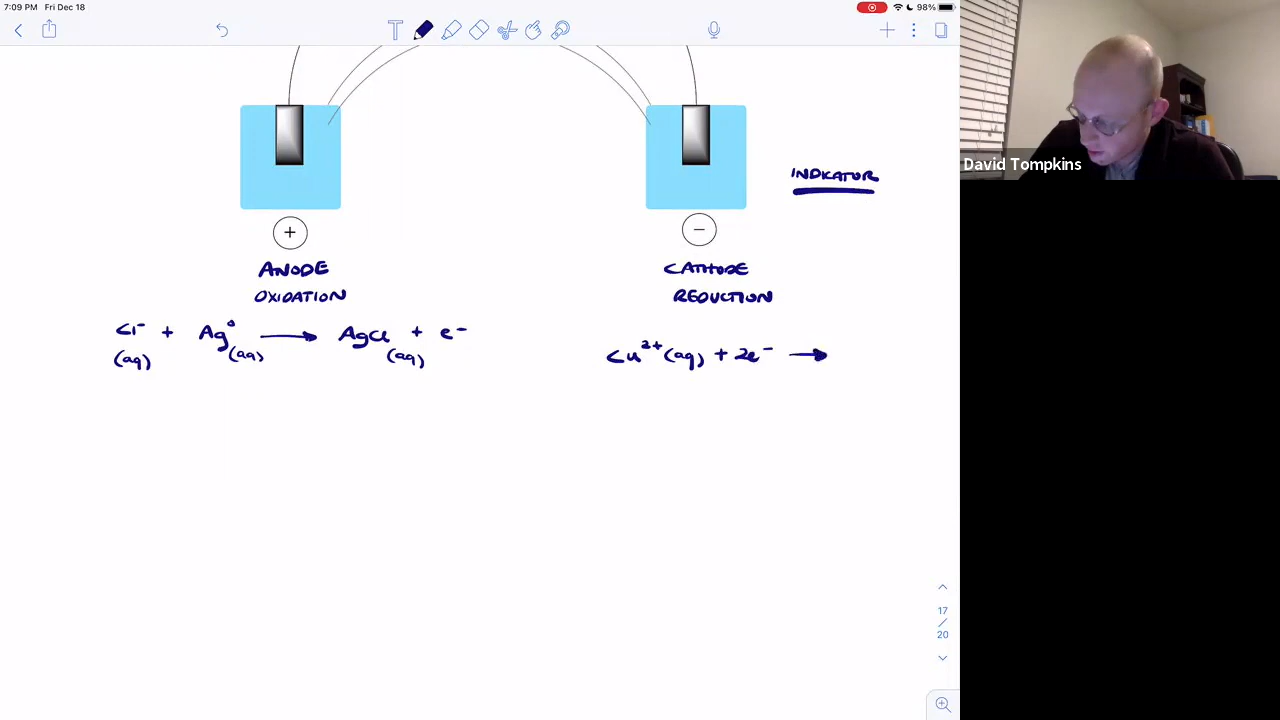 7:09 PM Fri Dec 18
98%
David Tompkins
INDICATOR
+
−
ANODE
CATHODE
OXIDATION
REDUCTION
Cl⁻ + Ag⁰ → AgCl + e⁻
(aq) (aq) (aq)
Cu²⁺(aq) + 2e⁻ →
17
/
20